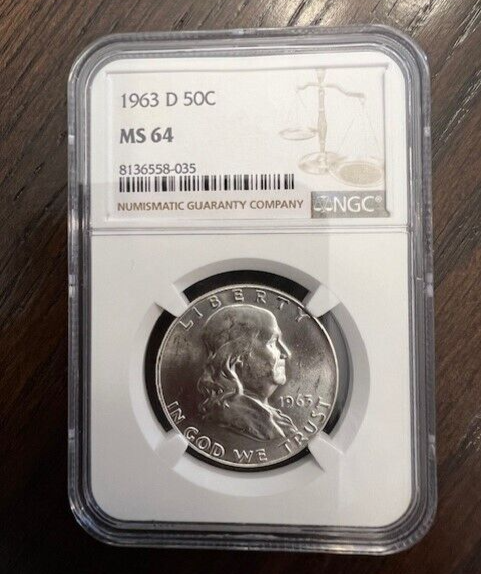 1963 D 50C
MS 64
8136558-035
NUMISMATIC GUARANTY COMPANY
NGC®
LIBERTY
1963
IN GOD WE TRUST